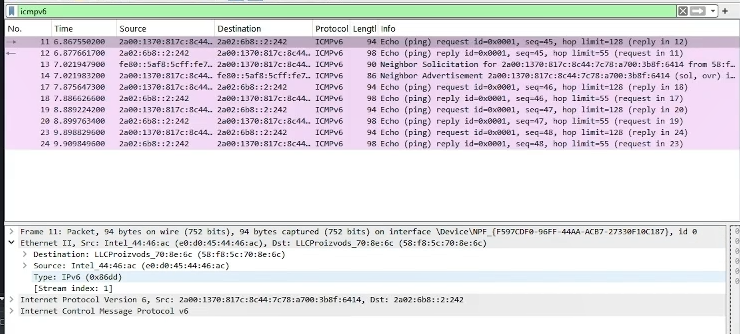 icmpv6
No. Time Source Destination Protocol Lengtl Info
11 6.867550200 2a00:1370:817c:8c44… 2a02:6b8::2:242 ICMPv6 94 Echo (ping) request id=0x0001, seq=45, hop limit=128 (reply in 12)
12 6.877661700 2a02:6b8::2:242 2a00:1370:817c:8c44… ICMPv6 98 Echo (ping) reply id=0x0001, seq=45, hop limit=55 (request in 11)
13 7.021947900 fe80::5af8:5cff:fe7… 2a00:1370:817c:8c44… ICMPv6 90 Neighbor Solicitation for 2a00:1370:817c:8c44:7c78:a700:3b8f:6414 from 58:f
14 7.021983200 2a00:1370:817c:8c44… fe80::5af8:5cff:fe7… ICMPv6 86 Neighbor Advertisement 2a00:1370:817c:8c44:7c78:a700:3b8f:6414 (sol, ovr) i…
17 7.875647300 2a00:1370:817c:8c44… 2a02:6b8::2:242 ICMPv6 94 Echo (ping) request id=0x0001, seq=46, hop limit=128 (reply in 18)
18 7.886626600 2a02:6b8::2:242 2a00:1370:817c:8c44… ICMPv6 98 Echo (ping) reply id=0x0001, seq=46, hop limit=55 (request in 17)
19 8.889224200 2a00:1370:817c:8c44… 2a02:6b8::2:242 ICMPv6 94 Echo (ping) request id=0x0001, seq=47, hop limit=128 (reply in 20)
20 8.899763400 2a02:6b8::2:242 2a00:1370:817c:8c44… ICMPv6 98 Echo (ping) reply id=0x0001, seq=47, hop limit=55 (request in 19)
23 9.898829400 2a00:1370:817c:8c44… 2a02:6b8::2:242 ICMPv6 94 Echo (ping) request id=0x0001, seq=48, hop limit=128 (reply in 24)
24 9.909849600 2a02:6b8::2:242 2a00:1370:817c:8c44… ICMPv6 98 Echo (ping) reply id=0x0001, seq=48, hop limit=55 (request in 23)
Frame 11: Packet, 94 bytes on wire (752 bits), 94 bytes captured (752 bits) on interface \Device\NPF_{F597CDF0-96FF-44AA-ACB7-27330F10C187}, id 0
Ethernet II, Src: Intel_44:46:ac (e0:d0:45:44:46:ac), Dst: LLCProizvods_70:8e:6c (58:f8:5c:70:8e:6c)
Destination: LLCProizvods_70:8e:6c (58:f8:5c:70:8e:6c)
Source: Intel_44:46:ac (e0:d0:45:44:46:ac)
Type: IPv6 (0x86dd)
[Stream index: 1]
Internet Protocol Version 6, Src: 2a00:1370:817c:8c44:7c78:a700:3b8f:6414, Dst: 2a02:6b8::2:242
Internet Control Message Protocol v6